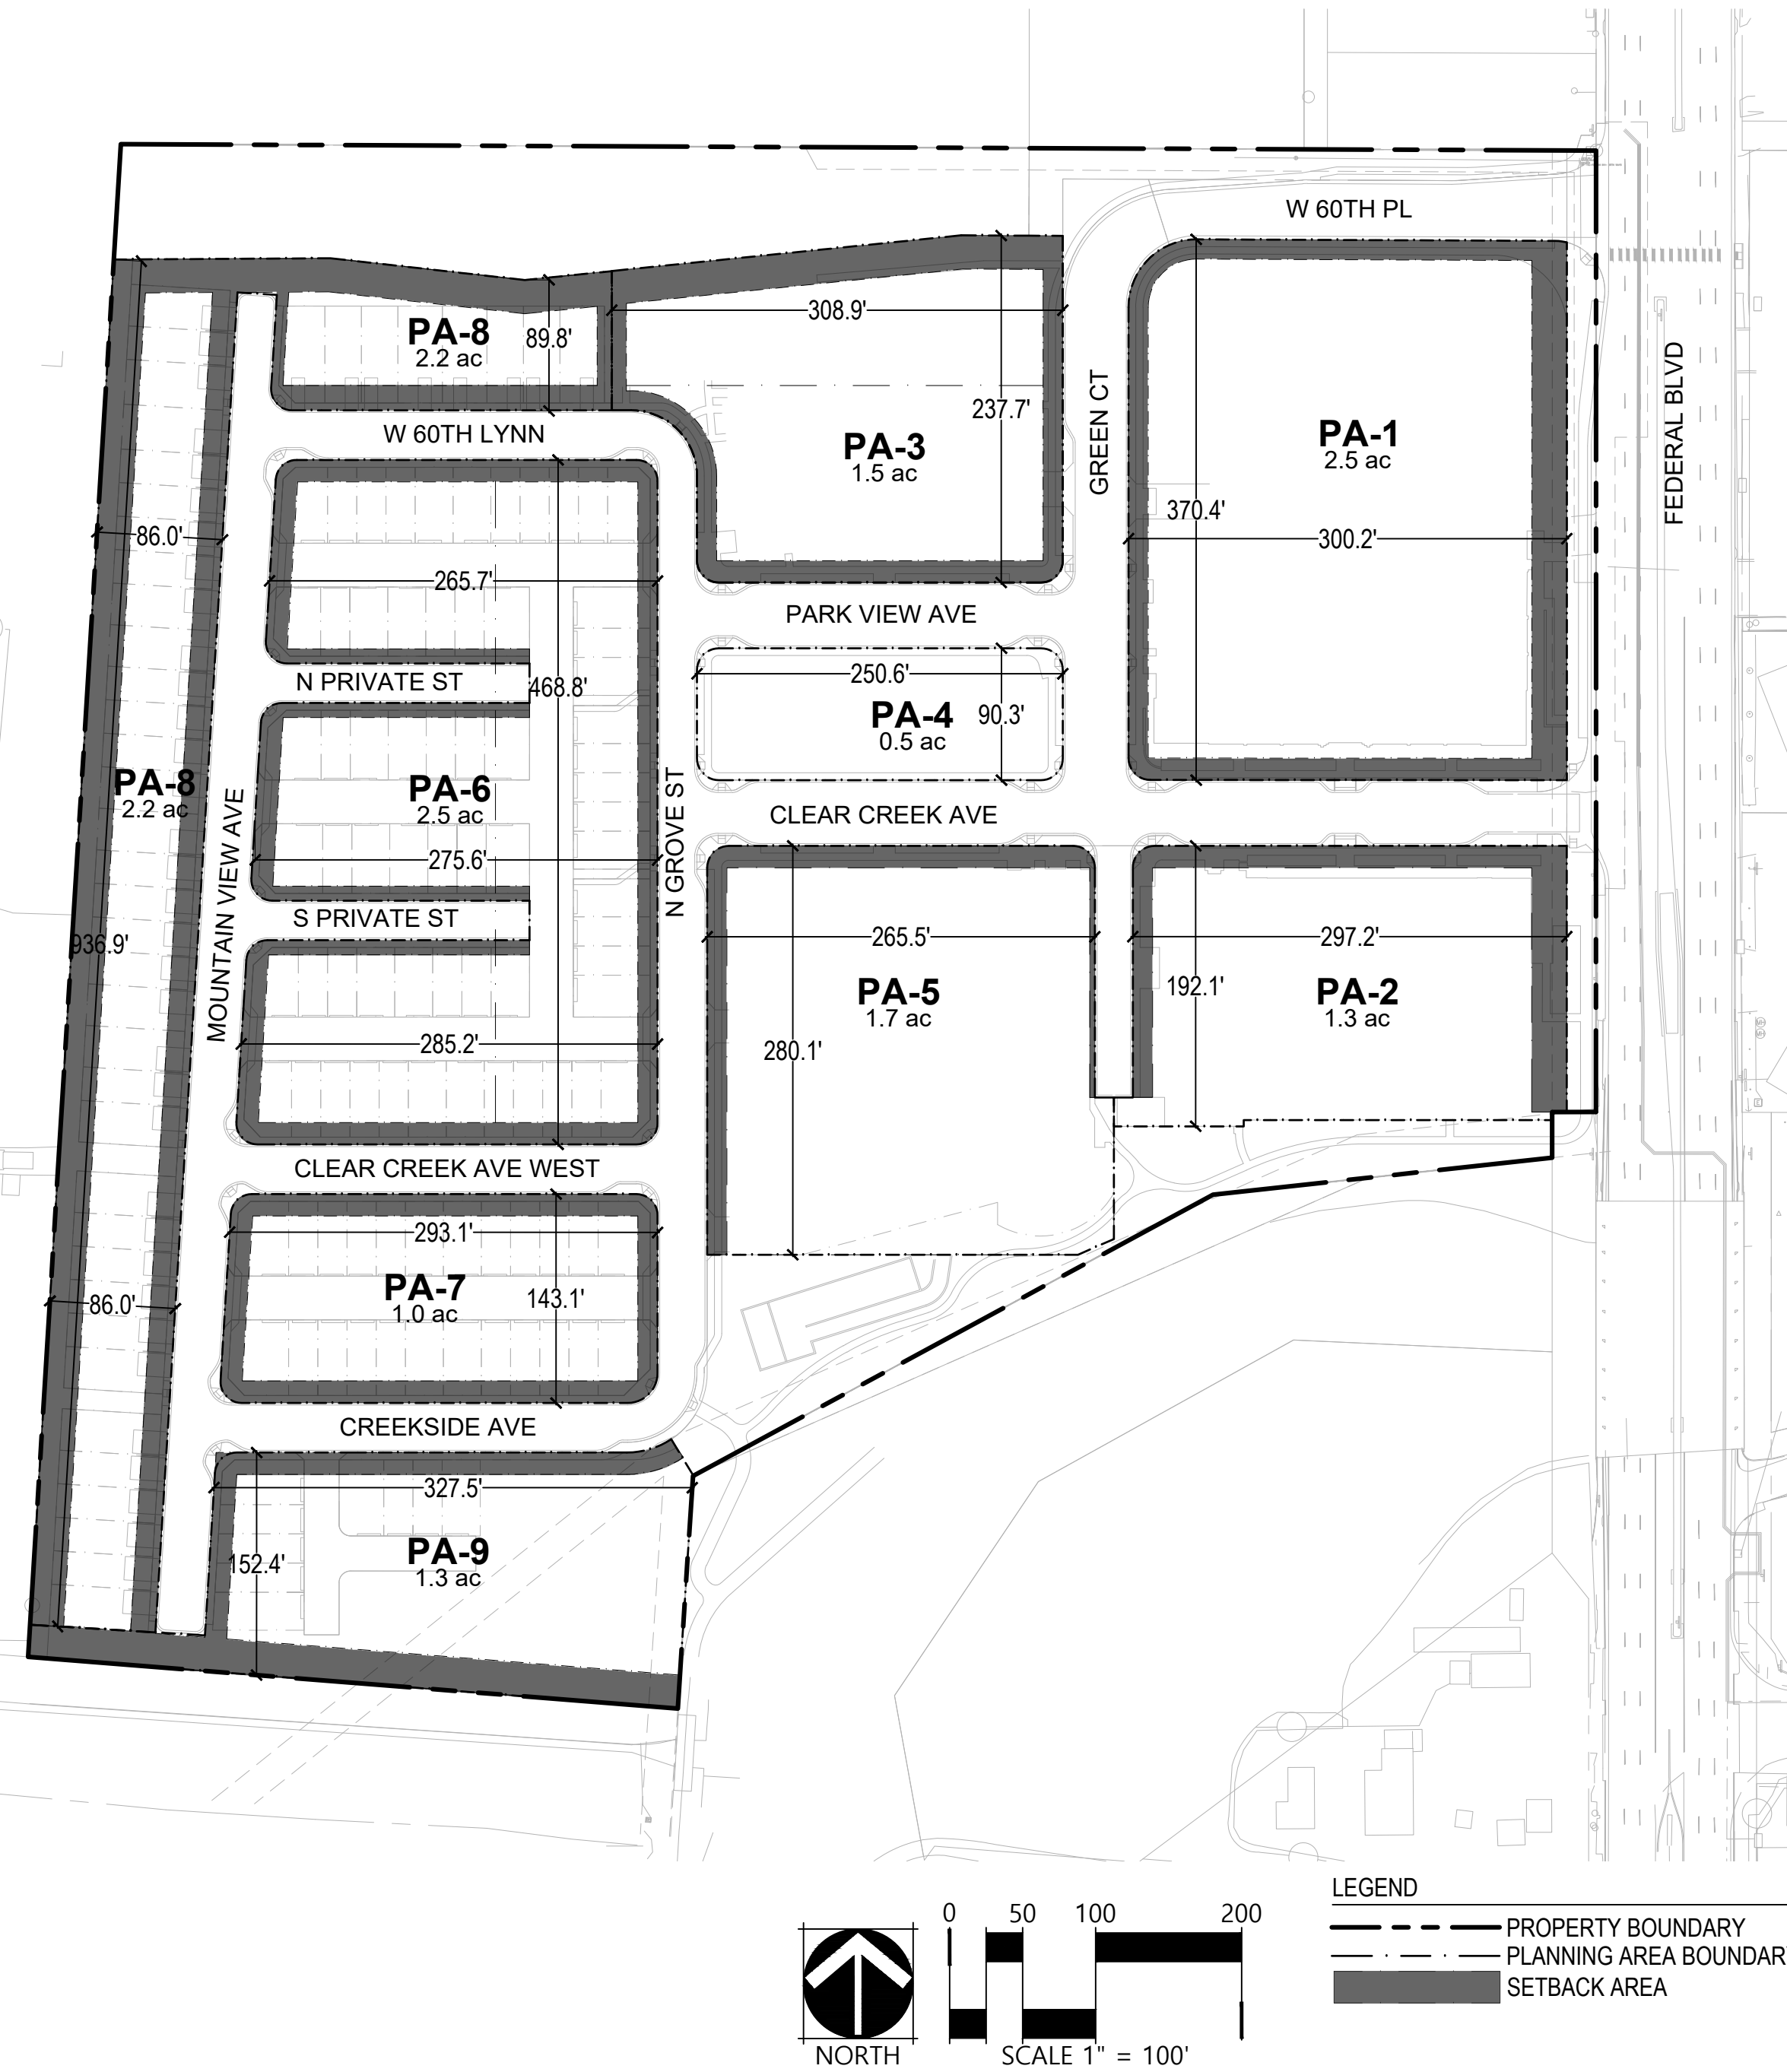 W 60TH PL
PA-8
2.2 ac
89.8'
308.9'
237.7'
PA-3
1.5 ac
GREEN CT
PA-1
2.5 ac
370.4'
300.2'
FEDERAL BLVD
W 60TH LYNN
86.0'
265.7'
PARK VIEW AVE
N PRIVATE ST
468.8'
250.6'
PA-4
0.5 ac
90.3'
PA-8
2.2 ac
MOUNTAIN VIEW AVE
PA-6
2.5 ac
N GROVE ST
CLEAR CREEK AVE
275.6'
S PRIVATE ST
936.9'
265.5'
297.2'
PA-5
1.7 ac
192.1'
PA-2
1.3 ac
285.2'
280.1'
CLEAR CREEK AVE WEST
293.1'
PA-7
1.0 ac
143.1'
86.0'
CREEKSIDE AVE
327.5'
PA-9
1.3 ac
152.4'
LEGEND
PROPERTY BOUNDARY
PLANNING AREA BOUNDAR
SETBACK AREA
0 50 100 200
NORTH
SCALE 1" = 100'